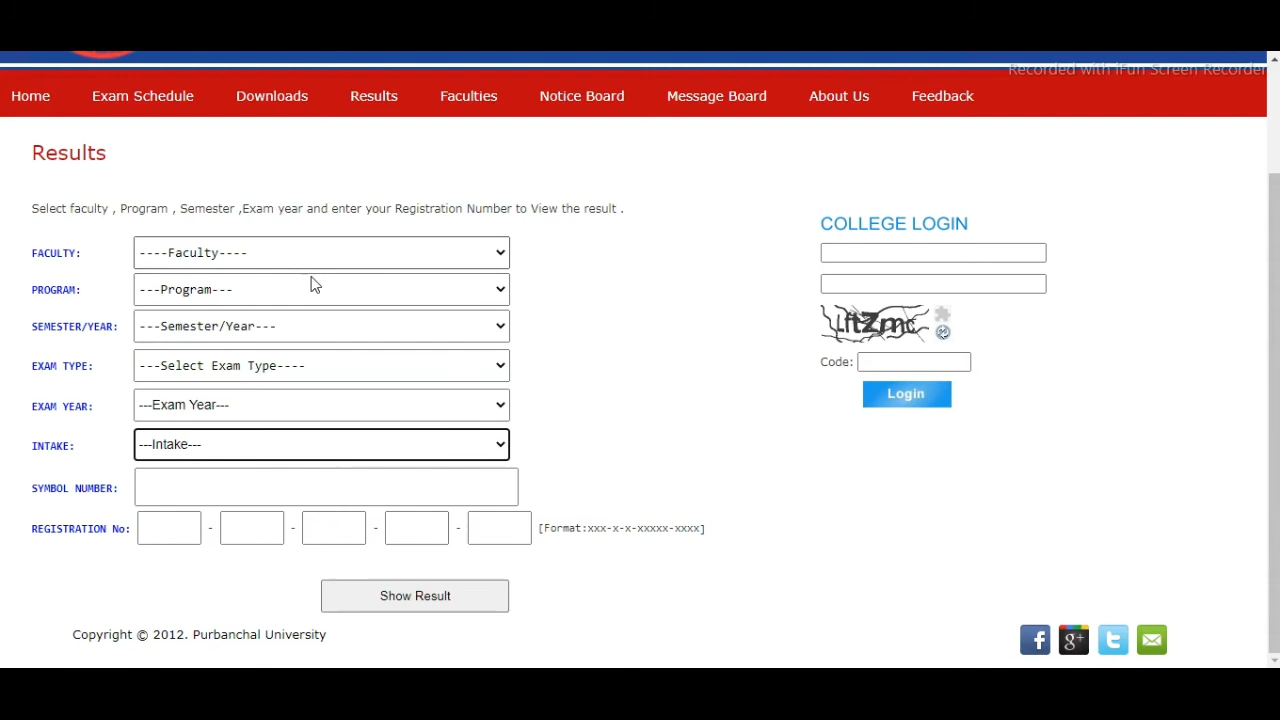 Recorded with iFun Screen Recorder
Home Exam Schedule Downloads Results Faculties Notice Board Message Board About Us Feedback
Results
Select faculty , Program , Semester ,Exam year and enter your Registration Number to View the result .
COLLEGE LOGIN
FACULTY: ----Faculty----
PROGRAM: ---Program---
SEMESTER/YEAR: ---Semester/Year---
LftZmc
Code:
EXAM TYPE: ---Select Exam Type----
Login
EXAM YEAR: ---Exam Year---
INTAKE: ---Intake---
SYMBOL NUMBER:
REGISTRATION No: - - - - [Format:xxx-x-x-xxxxx-xxxx]
Show Result
Copyright © 2012. Purbanchal University